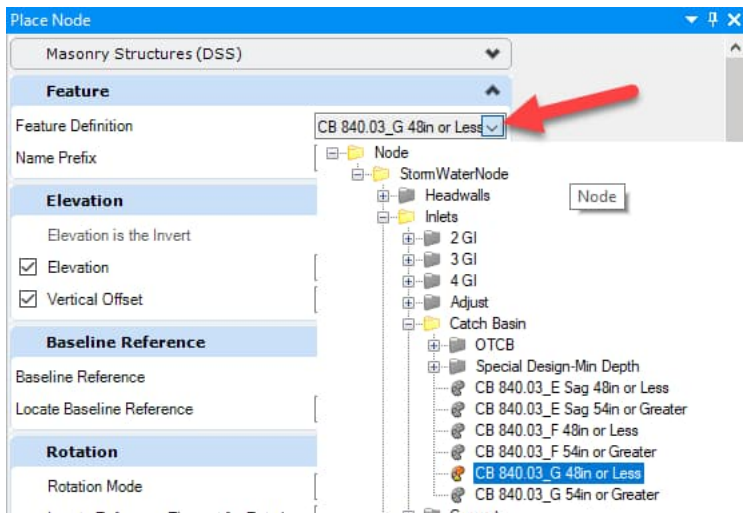 Place Node
Masonry Structures (DSS)
Feature
Feature Definition
CB 840.03_G 48in or Less
Name Prefix
Node
StormWaterNode
Headwalls
Node
Inlets
Elevation
Elevation is the Invert
2 GI
3 GI
Elevation
4 GI
Vertical Offset
Adjust
Catch Basin
Baseline Reference
OTCB
Baseline Reference
Special Design-Min Depth
CB 840.03_E Sag 48in or Less
Locate Baseline Reference
CB 840.03_E Sag 54in or Greater
CB 840.03_F 48in or Less
Rotation
CB 840.03_F 54in or Greater
CB 840.03_G 48in or Less
Rotation Mode
CB 840.03_G 54in or Greater